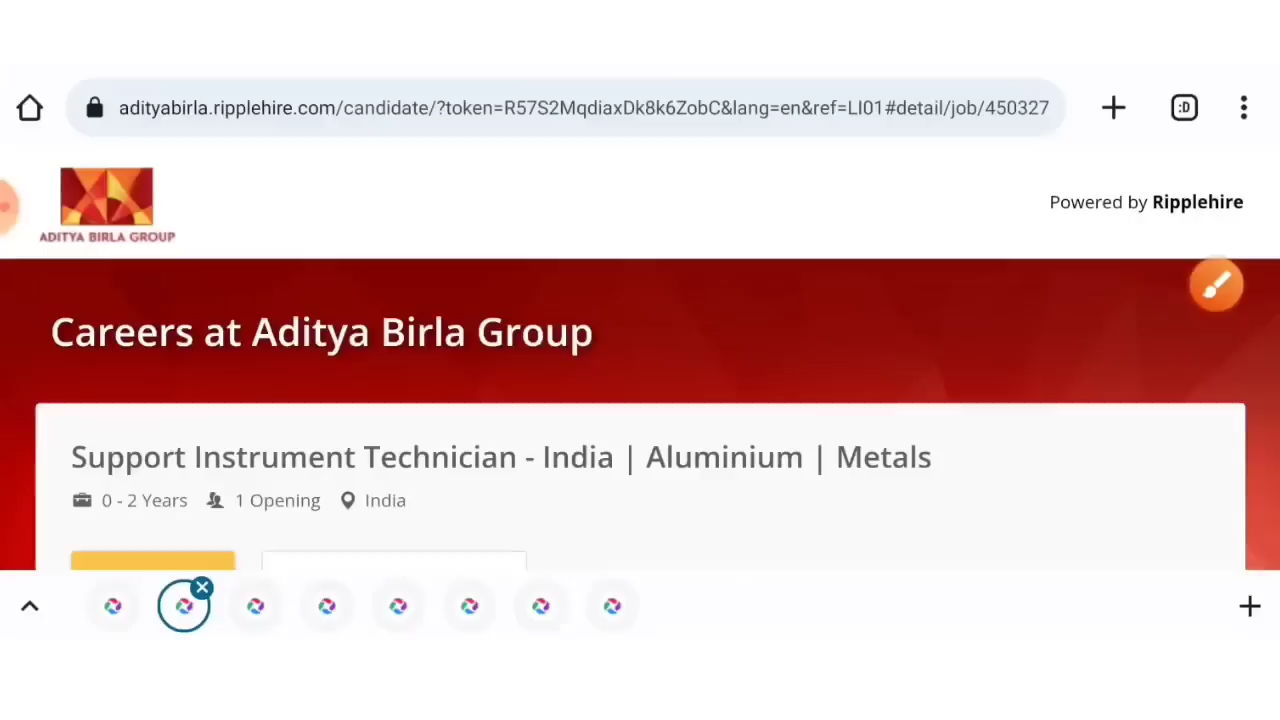 adityabirla.ripplehire.com/candidate/?token=R57S2MqdiaxDk8k6ZobC&lang=en&ref=LI01#detail/job/450327
:D
ADITYA BIRLA GROUP
Powered by Ripplehire
Careers at Aditya Birla Group
Support Instrument Technician - India | Aluminium | Metals
0 - 2 Years 1 Opening India